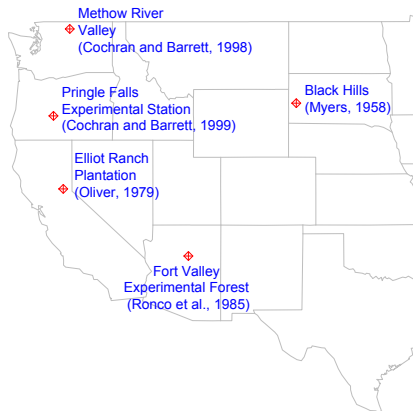 Methow River
Valley
(Cochran and Barrett, 1998)
Pringle Falls
Experimental Station
(Cochran and Barrett, 1999)
Black Hills
(Myers, 1958)
Elliot Ranch
Plantation
(Oliver, 1979)
Fort Valley
Experimental Forest
(Ronco et al., 1985)